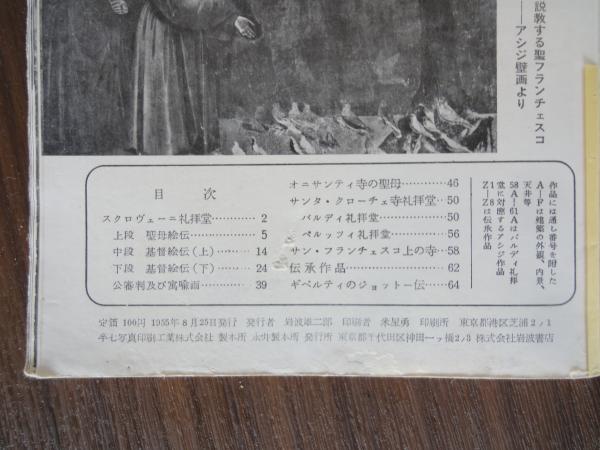 説教する聖フランチェスコ
――アシジ壁画より
目次
スクロヴェーニ礼拝堂………… 2
上段 聖母絵伝………… 5
中段 基督絵伝(上)…… 14
下段 基督絵伝(下)…… 24
公審判及び寓喩画………… 39
オニサンティ寺の聖母………… 46
サンタ・クローチェ寺礼拝堂… 50
バルディ礼拝堂………… 50
ペルッツィ礼拝堂………… 56
サン・フランチェスコ上の寺… 58
伝承作品………… 62
ギベルティのジョットー伝…… 64
作品には通し番号を附した
A－Fは建築の外観、内景、
天井等
58A－61Aはバルディ礼拝
堂に対應するアシジ作品
Z1－Z8は伝承作品
定價 100円 1955年8月25日発行 発行者 岩波雄二郎 印刷者 米屋勇 印刷所 東京都港区芝浦2ノ1
半七写真印刷工業株式会社 製本所 永井製本所 発行所 東京都千代田区神田一ッ橋2ノ3 株式会社岩波書店